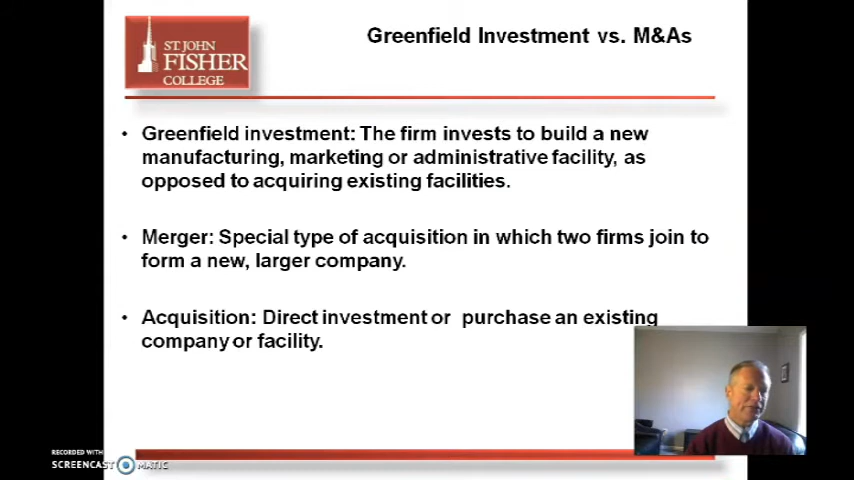 ST JOHN
FISHER
COLLEGE
Greenfield Investment vs. M&As
• Greenfield investment: The firm invests to build a new
manufacturing, marketing or administrative facility, as
opposed to acquiring existing facilities.
• Merger: Special type of acquisition in which two firms join to
form a new, larger company.
• Acquisition: Direct investment or purchase an existing
company or facility.
RECORDED WITH
SCREENCAST MATIC